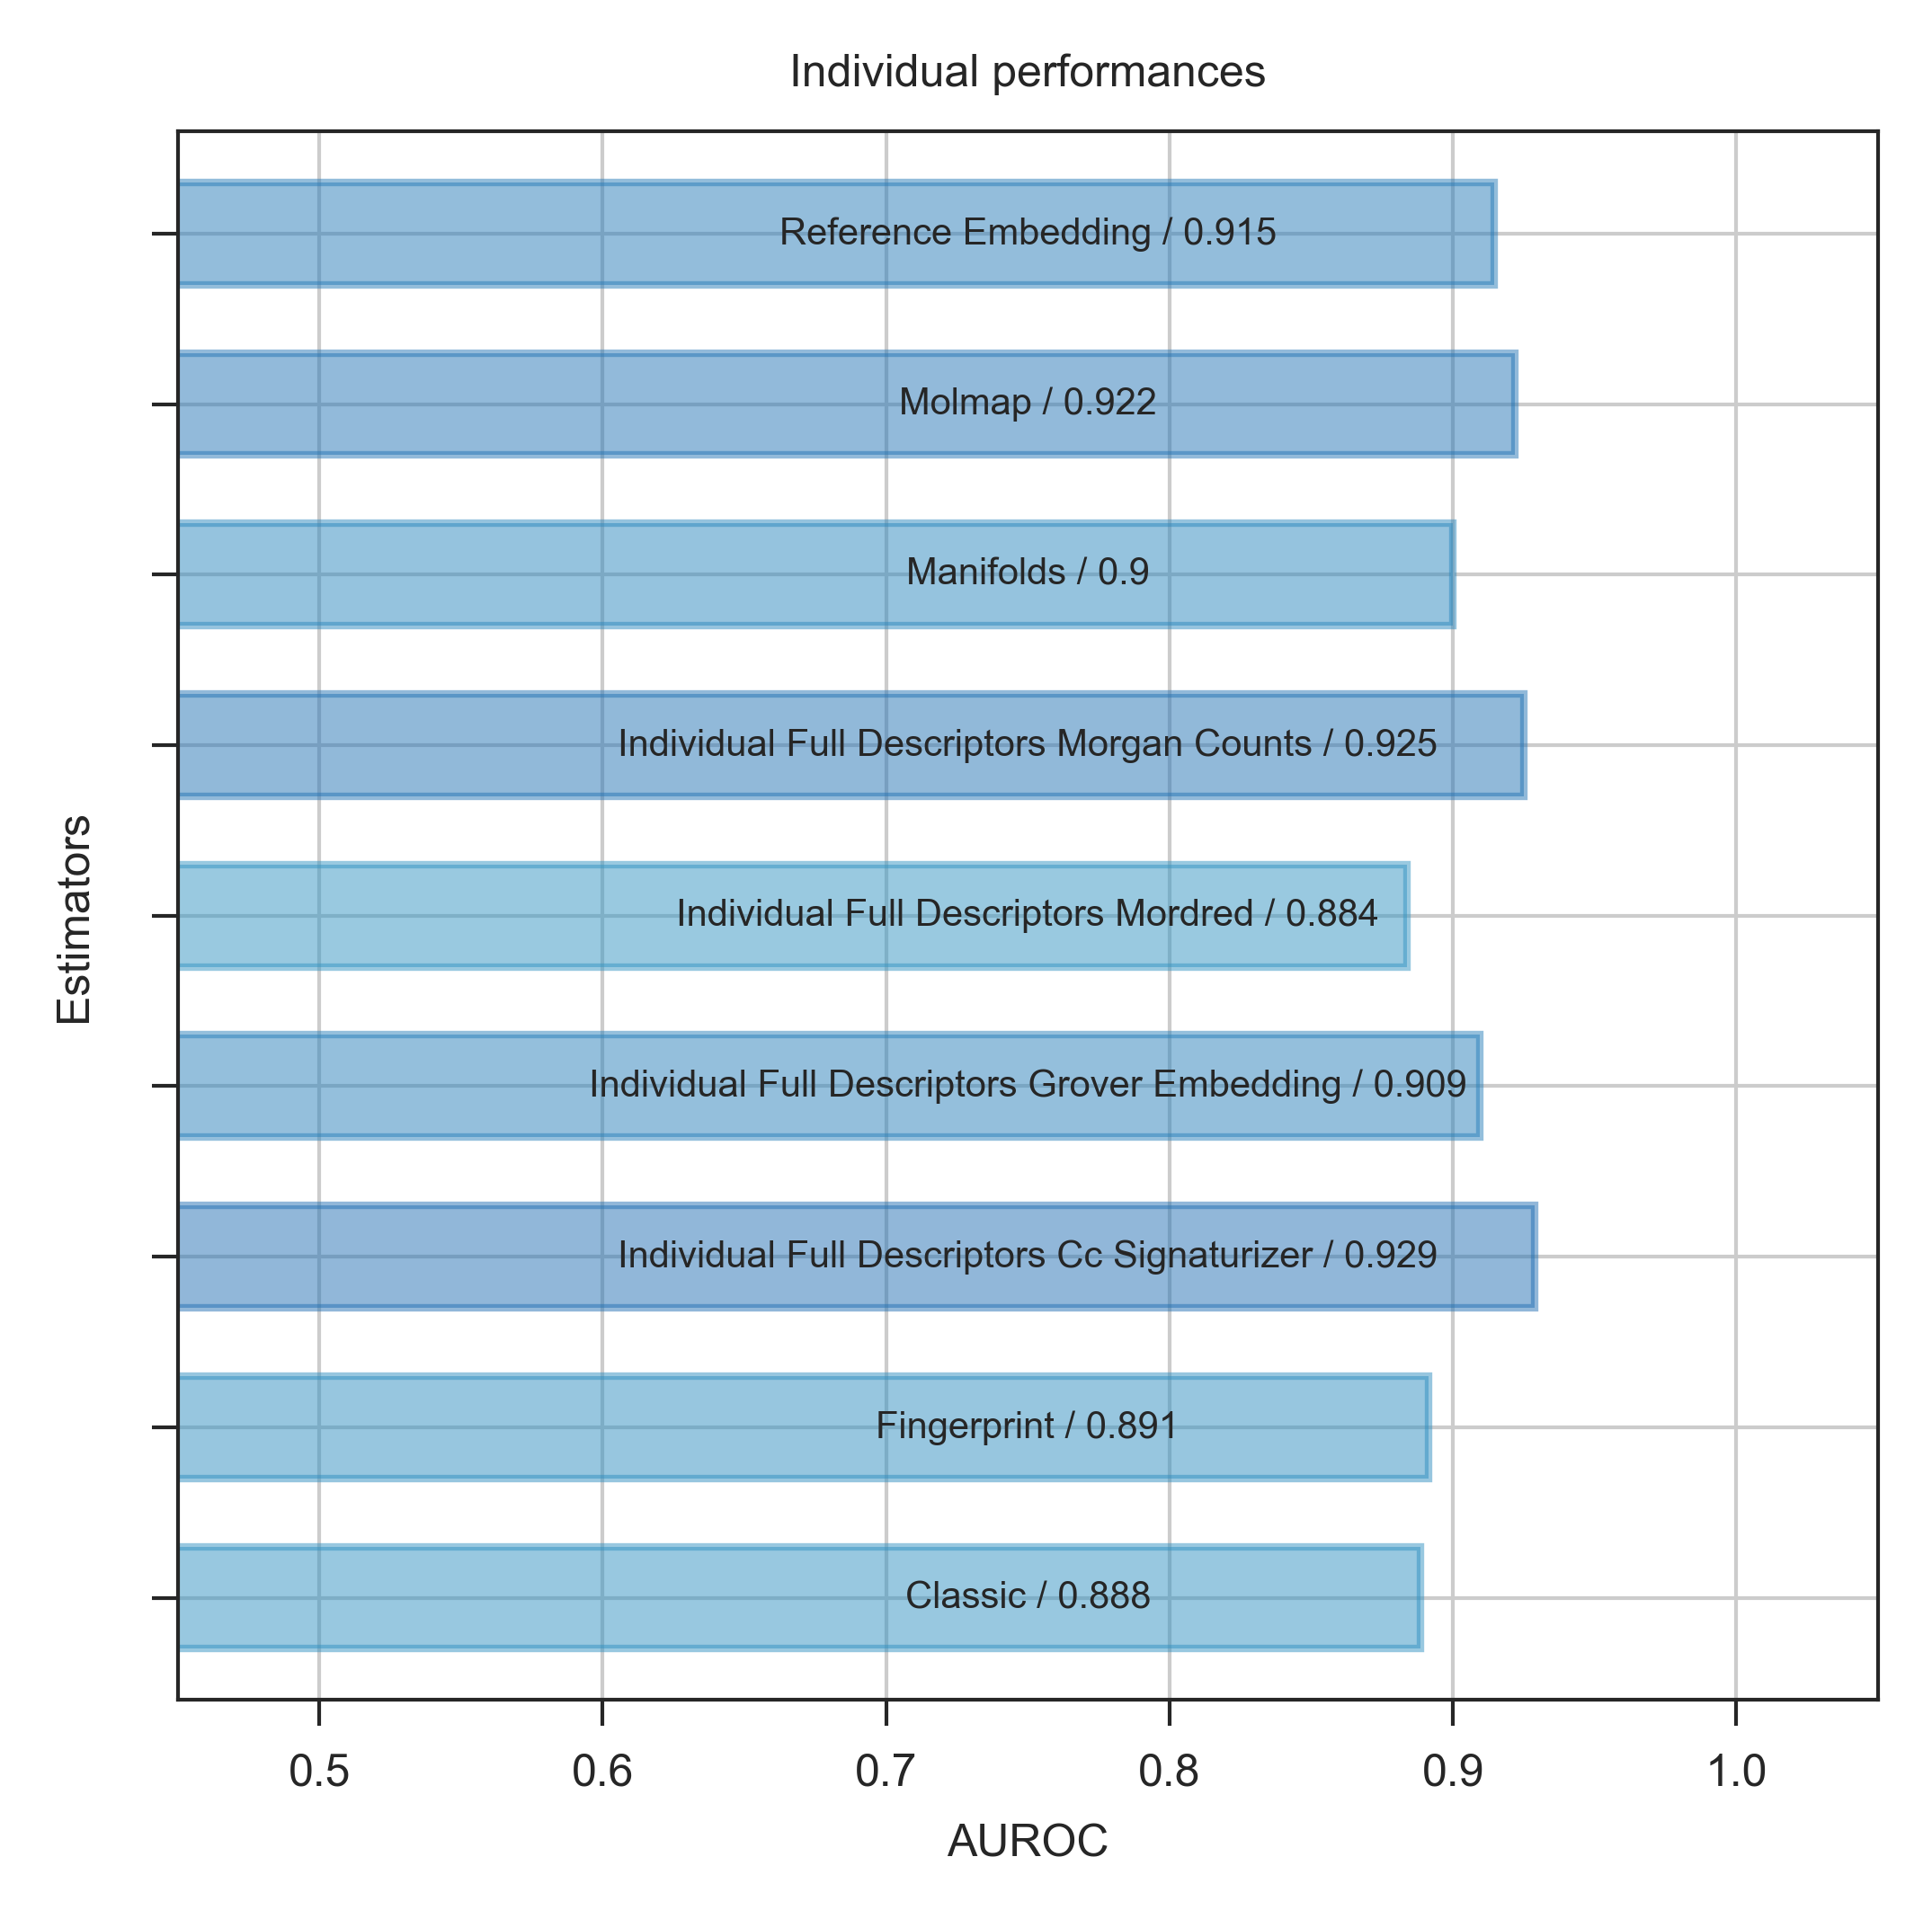 Individual performances
Reference Embedding / 0.915
Molmap / 0.922
Manifolds / 0.9
Individual Full Descriptors Morgan Counts / 0.925
Individual Full Descriptors Mordred / 0.884
Individual Full Descriptors Grover Embedding / 0.909
Individual Full Descriptors Cc Signaturizer / 0.929
Fingerprint / 0.891
Classic / 0.888
Estimators
0.5 0.6 0.7 0.8 0.9 1.0
AUROC